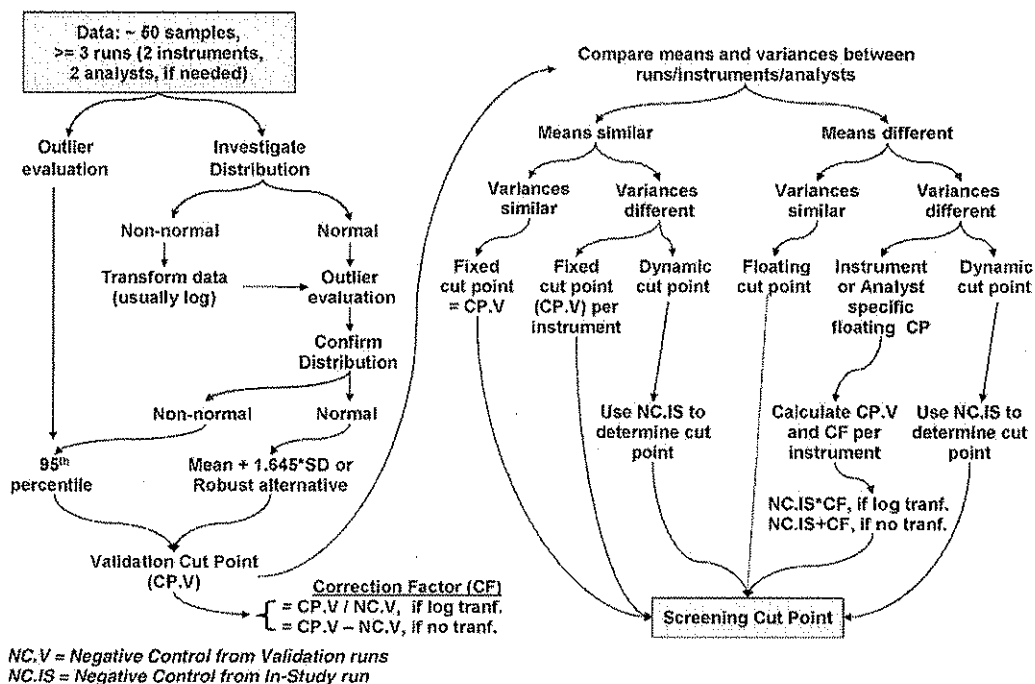 Data: ~ 50 samples,
>= 3 runs (2 instruments,
2 analysts, if needed)
Outlier
evaluation
Investigate
Distribution
Non-normal
Normal
Transform data
(usually log)
Outlier
evaluation
Confirm
Distribution
Non-normal
Normal
95th
percentile
Mean + 1.645*SD or
Robust alternative
Validation Cut Point
(CP.V)
Correction Factor (CF)
= CP.V / NC.V, if log tranf.
= CP.V – NC.V, if no tranf.
NC.V = Negative Control from Validation runs
NC.IS = Negative Control from In-Study run
Compare means and variances between
runs/instruments/analysts
Means similar
Means different
Variances
similar
Variances
different
Variances
similar
Variances
different
Fixed
cut point
= CP.V
Fixed
cut point
(CP.V) per
instrument
Dynamic
cut point
Floating
cut point
Instrument
or Analyst
specific
floating CP
Dynamic
cut point
Use NC.IS to
determine cut
point
Calculate CP.V
and CF per
instrument
Use NC.IS to
determine cut
point
NC.IS*CF, if log tranf.
NC.IS+CF, if no tranf.
Screening Cut Point